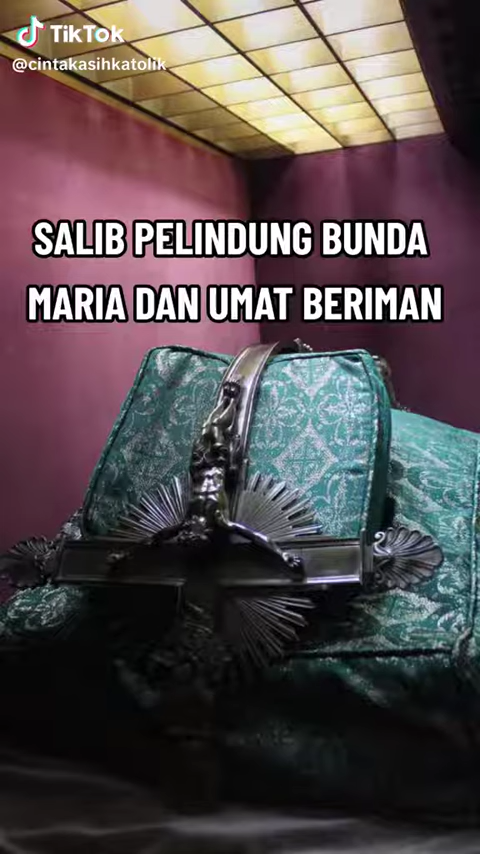 TikTok
@cintakasihkatolik
SALIB PELINDUNG BUNDA
MARIA DAN UMAT BERIMAN